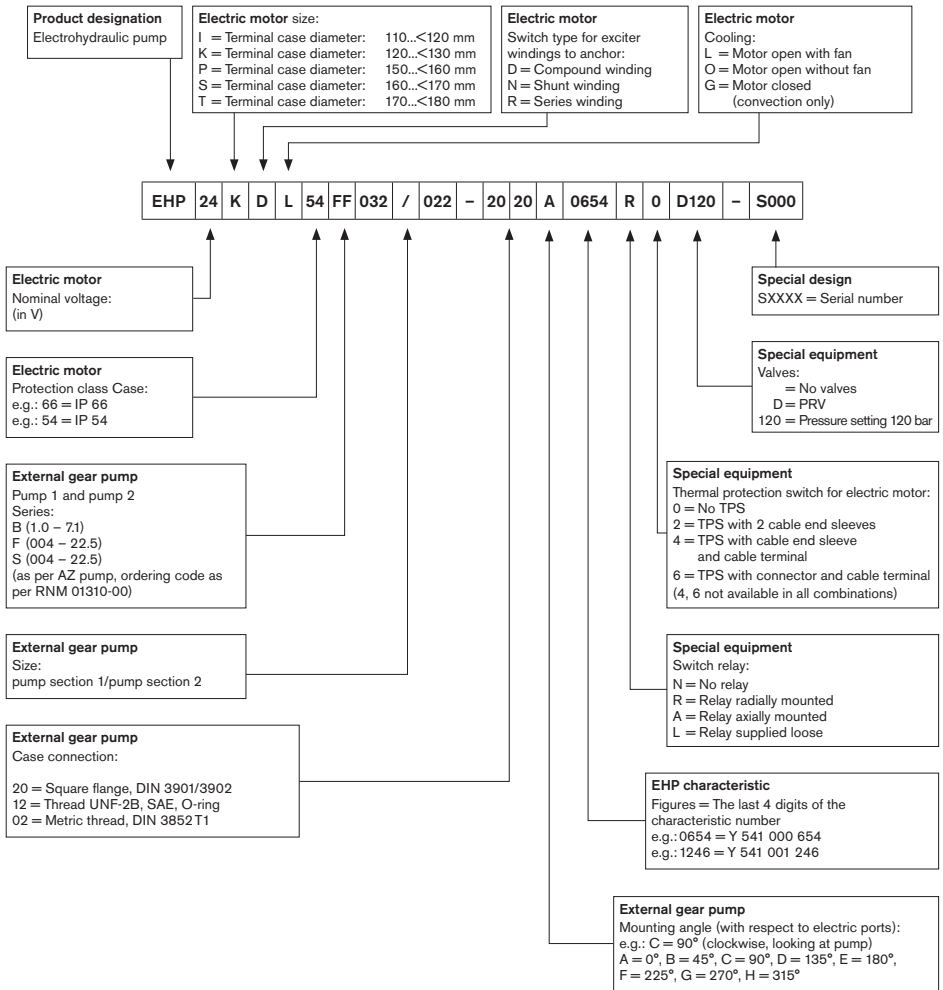 Product designation
Electrohydraulic pump
Electric motor size:
I = Terminal case diameter: 110...<120 mm
K = Terminal case diameter: 120...<130 mm
P = Terminal case diameter: 150...<160 mm
S = Terminal case diameter: 160...<170 mm
T = Terminal case diameter: 170...<180 mm
Electric motor
Switch type for exciter
windings to anchor:
D = Compound winding
N = Shunt winding
R = Series winding
Electric motor
Cooling:
L = Motor open with fan
O = Motor open without fan
G = Motor closed
(convection only)
EHP 24 K D L 54 FF 032 / 022 – 20 20 A 0654 R 0 D120 – S000
Electric motor
Nominal voltage:
(in V)
Electric motor
Protection class Case:
e.g.: 66 = IP 66
e.g.: 54 = IP 54
External gear pump
Pump 1 and pump 2
Series:
B (1.0 – 7.1)
F (004 – 22.5)
S (004 – 22.5)
(as per AZ pump, ordering code as
per RNM 01310-00)
External gear pump
Size:
pump section 1/pump section 2
External gear pump
Case connection:
20 = Square flange, DIN 3901/3902
12 = Thread UNF-2B, SAE, O-ring
02 = Metric thread, DIN 3852 T1
Special design
SXXXX = Serial number
Special equipment
Valves:
= No valves
D = PRV
120 = Pressure setting 120 bar
Special equipment
Thermal protection switch for electric motor:
0 = No TPS
2 = TPS with 2 cable end sleeves
4 = TPS with cable end sleeve
and cable terminal
6 = TPS with connector and cable terminal
(4, 6 not available in all combinations)
Special equipment
Switch relay:
N = No relay
R = Relay radially mounted
A = Relay axially mounted
L = Relay supplied loose
EHP characteristic
Figures = The last 4 digits of the
characteristic number
e.g.: 0654 = Y 541 000 654
e.g.: 1246 = Y 541 001 246
External gear pump
Mounting angle (with respect to electric ports):
e.g.: C = 90° (clockwise, looking at pump)
A = 0°, B = 45°, C = 90°, D = 135°, E = 180°,
F = 225°, G = 270°, H = 315°